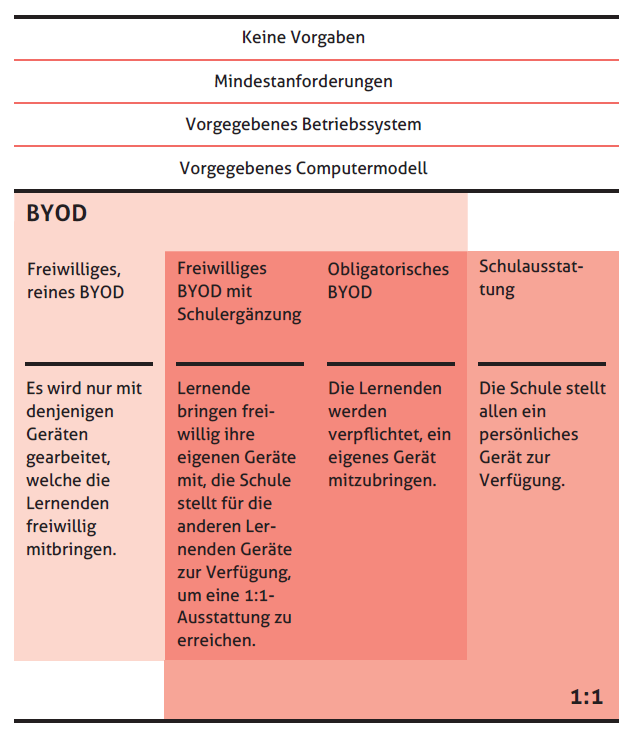 Keine Vorgaben
Mindestanforderungen
Vorgegebenes Betriebssystem
Vorgegebenes Computermodell
BYOD
Freiwilliges,
reines BYOD
Es wird nur mit
denjenigen
Geräten
gearbeitet,
welche die
Lernenden
freiwillig
mitbringen.
Freiwilliges
BYOD mit
Schulergänzung
Lernende
bringen frei-
willig ihre
eigenen Geräte
mit, die Schule
stellt für die
anderen Ler-
nenden Geräte
zur Verfügung,
um eine 1:1-
Ausstattung zu
erreichen.
Obligatorisches
BYOD
Die Lernenden
werden
verpflichtet, ein
eigenes Gerät
mitzubringen.
Schulausstat-
tung
Die Schule stellt
allen ein
persönliches
Gerät zur
Verfügung.
1:1